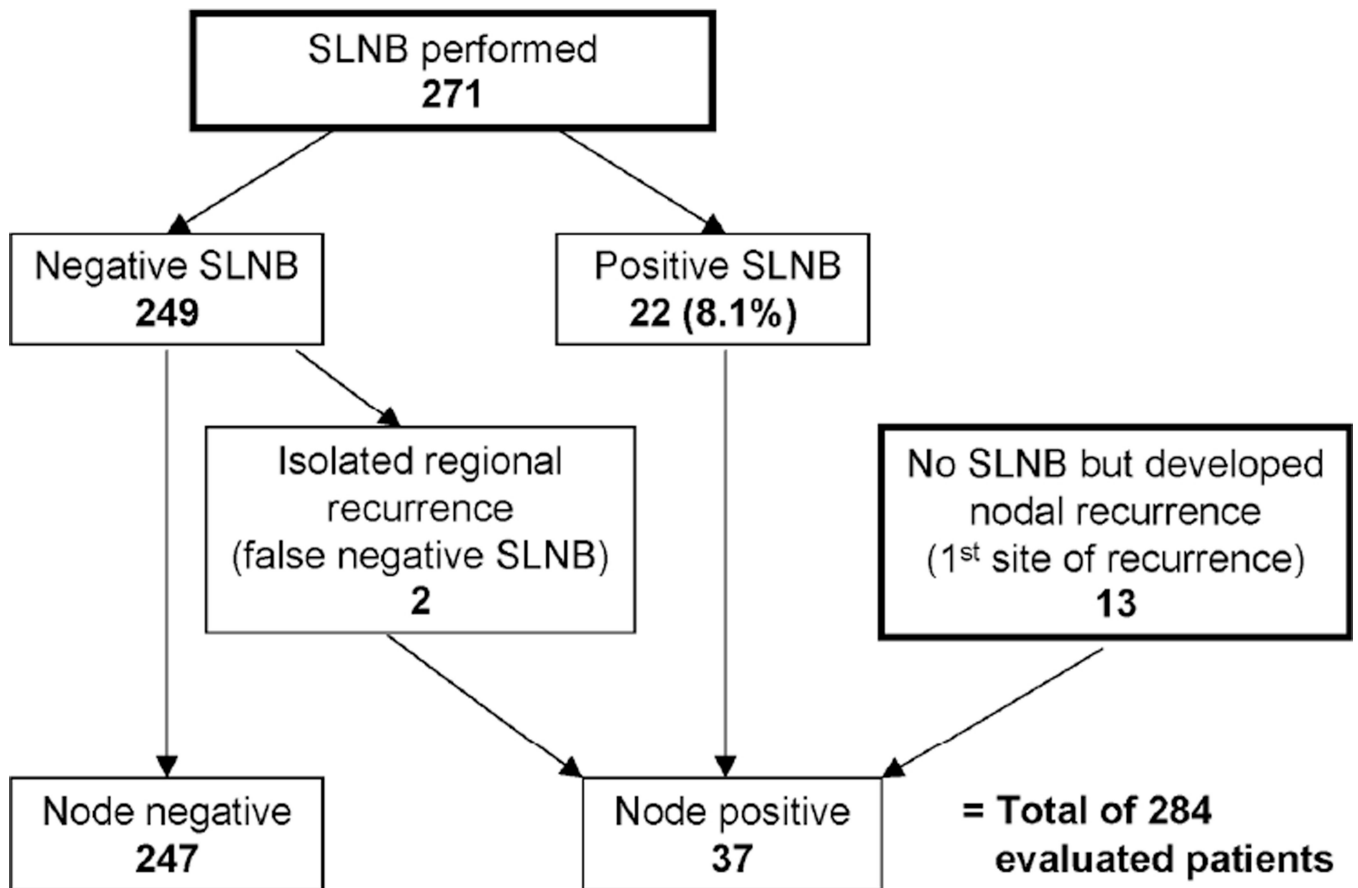 SLNB performed
271
Negative SLNB
249
Positive SLNB
22 (8.1%)
Isolated regional
recurrence
(false negative SLNB)
2
No SLNB but developed
nodal recurrence
(1st site of recurrence)
13
Node negative
247
Node positive
37
= Total of 284
evaluated patients